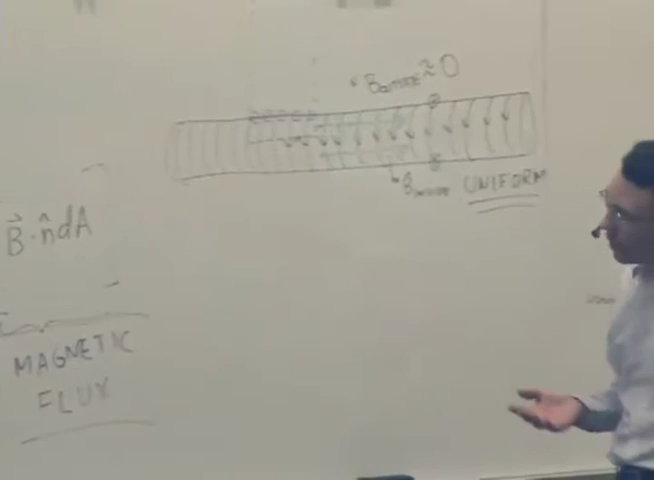 B_outside ≈ 0
B_inside UNIFORM
B⃗·n̂dA
MAGNETIC
FLUX